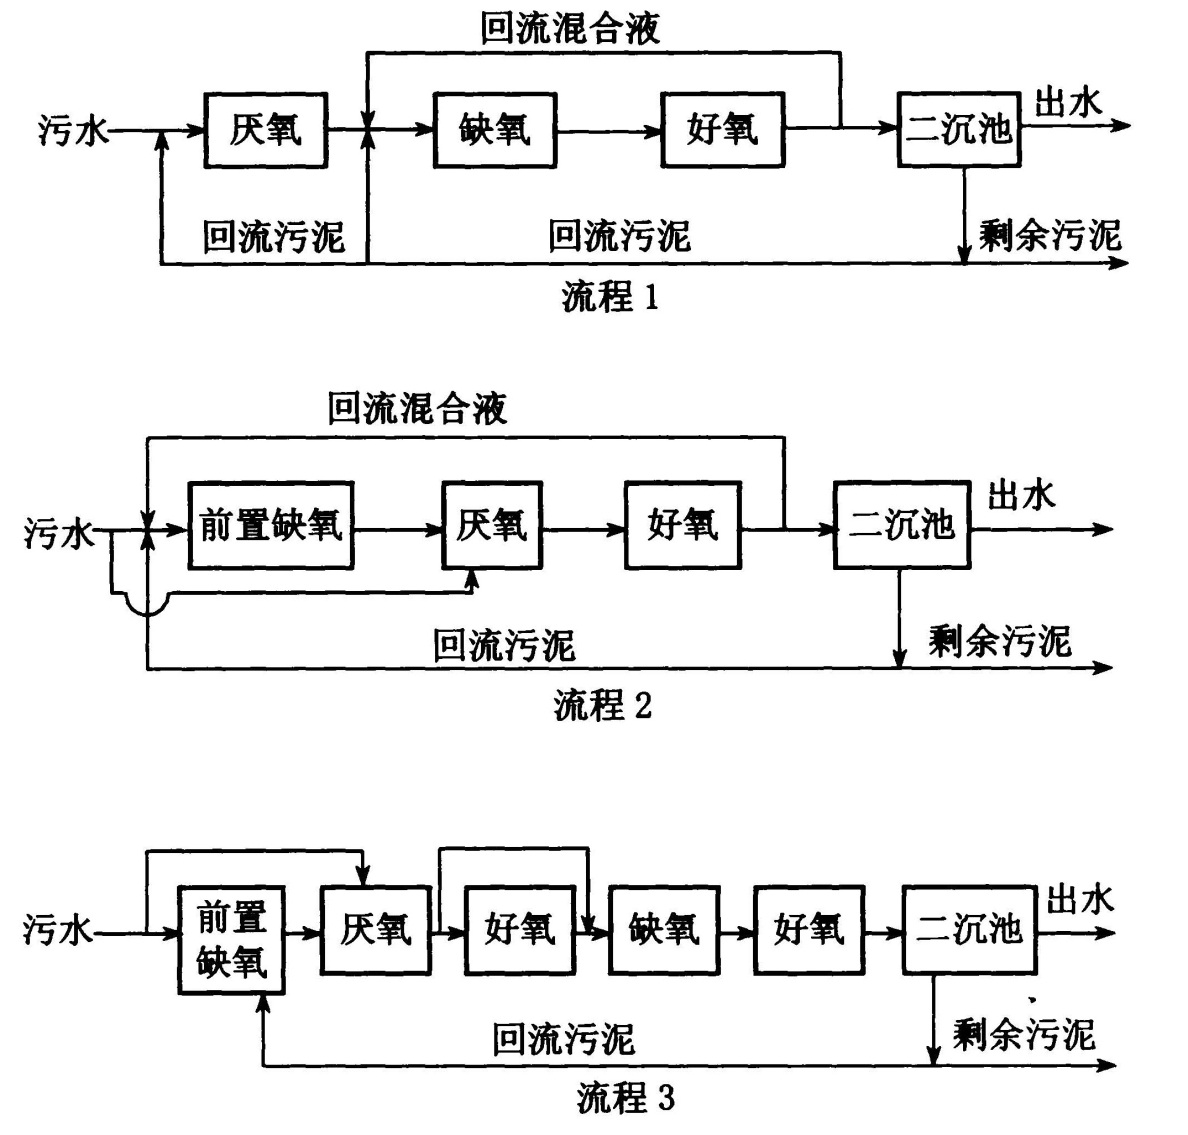 回流混合液
污水 厌氧 缺氧 好氧 二沉池 出水
回流污泥 回流污泥 剩余污泥
流程1
回流混合液
污水 前置缺氧 厌氧 好氧 二沉池 出水
回流污泥 剩余污泥
流程2
污水 前置缺氧 厌氧 好氧 缺氧 好氧 二沉池 出水
回流污泥 剩余污泥
流程3